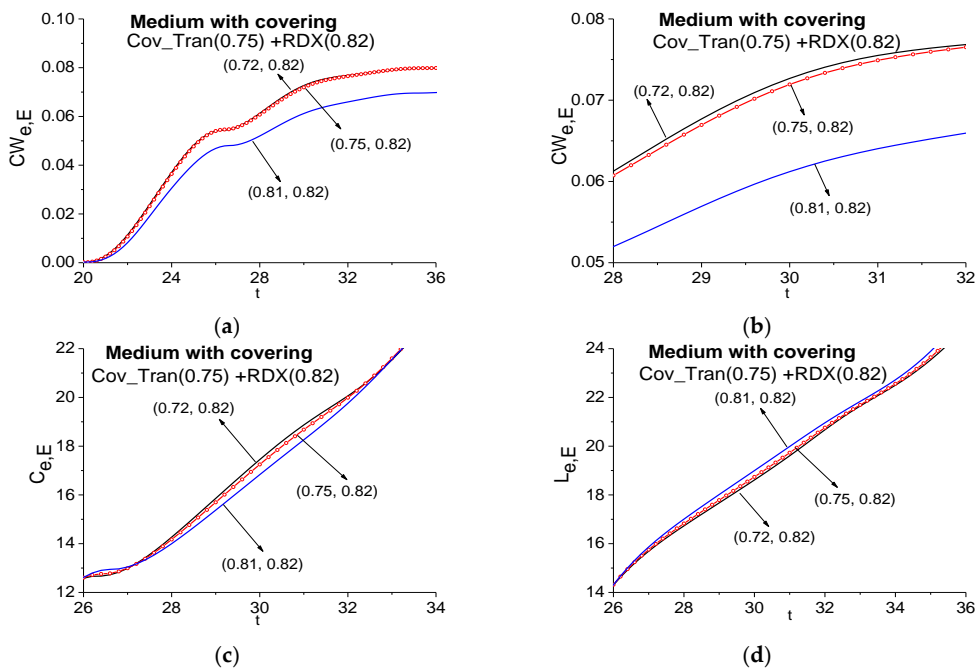 Medium with covering
Cov_Tran(0.75) +RDX(0.82)
(0.72, 0.82)
(0.75, 0.82)
(0.81, 0.82)
0.10
0.08
0.06
0.04
0.02
0.00
CWe,E
20 24 28 32 36
t
(a)
Medium with covering
Cov_Tran(0.75) +RDX(0.82)
(0.72, 0.82)
(0.75, 0.82)
(0.81, 0.82)
0.08
0.07
0.06
0.05
CWe,E
28 29 30 31 32
t
(b)
Medium with covering
Cov_Tran(0.75) +RDX(0.82)
(0.72, 0.82)
(0.75, 0.82)
(0.81, 0.82)
22
20
18
16
14
12
Ce,E
26 28 30 32 34
t
(c)
Medium with covering
Cov_Tran(0.75) +RDX(0.82)
(0.81, 0.82)
(0.75, 0.82)
(0.72, 0.82)
24
22
20
18
16
14
Le,E
26 28 30 32 34 36
t
(d)